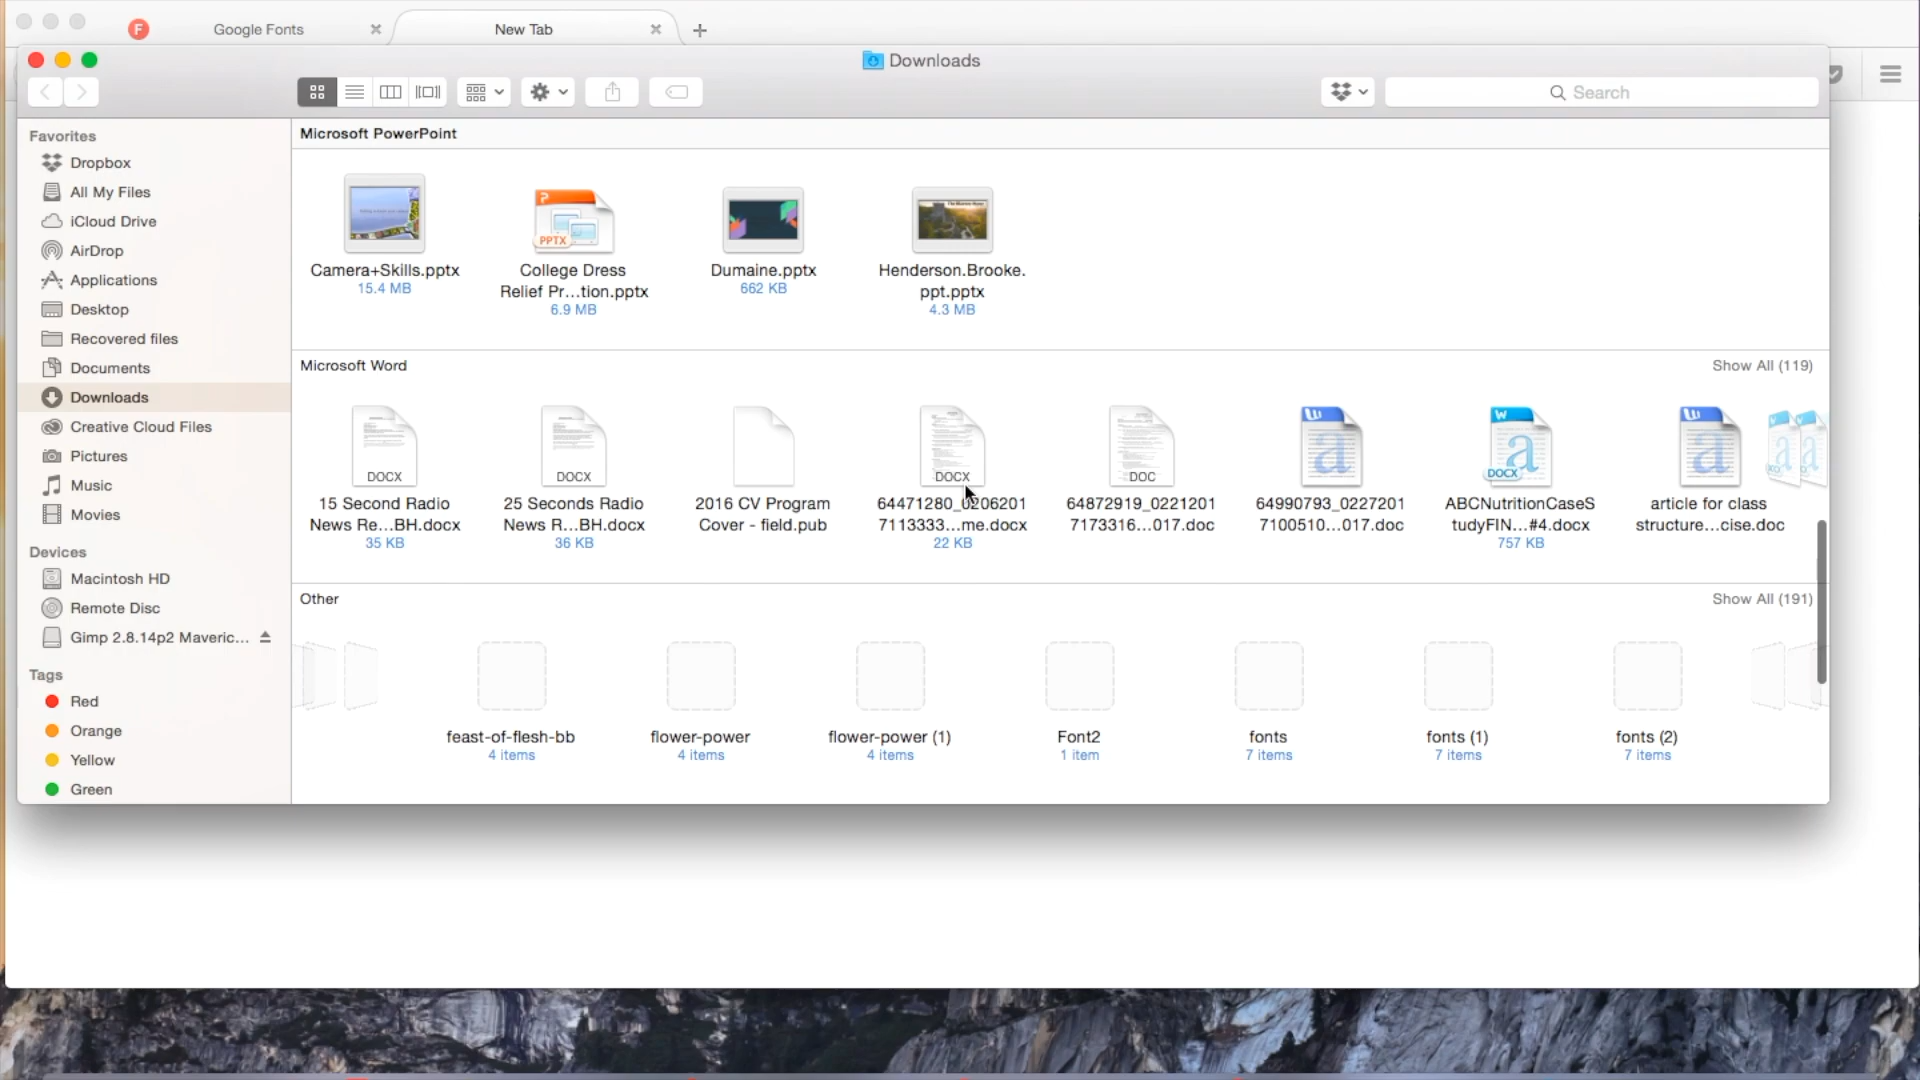 Google Fonts
New Tab
Downloads
Search
Favorites
Dropbox
All My Files
iCloud Drive
AirDrop
Applications
Desktop
Recovered files
Documents
Downloads
Creative Cloud Files
Pictures
Music
Movies
Devices
Macintosh HD
Remote Disc
Gimp 2.8.14p2 Maveric...
Tags
Red
Orange
Yellow
Green
Microsoft PowerPoint
PPTX
Camera+Skills.pptx
15.4 MB
College Dress
Relief Pr...tion.pptx
6.9 MB
Dumaine.pptx
662 KB
Henderson.Brooke.
ppt.pptx
4.3 MB
Microsoft Word
Show All (119)
DOCX
15 Second Radio
News Re...BH.docx
35 KB
DOCX
25 Seconds Radio
News R...BH.docx
36 KB
2016 CV Program
Cover - field.pub
DOCX
64471280_0206201
7113333...me.docx
22 KB
DOC
64872919_0221201
7173316...017.doc
64990793_0227201
7100510...017.doc
DOCX
ABCNutritionCaseS
tudyFIN...#4.docx
757 KB
article for class
structure...cise.doc
Other
Show All (191)
feast-of-flesh-bb
4 items
flower-power
4 items
flower-power (1)
4 items
Font2
1 item
fonts
7 items
fonts (1)
7 items
fonts (2)
7 items